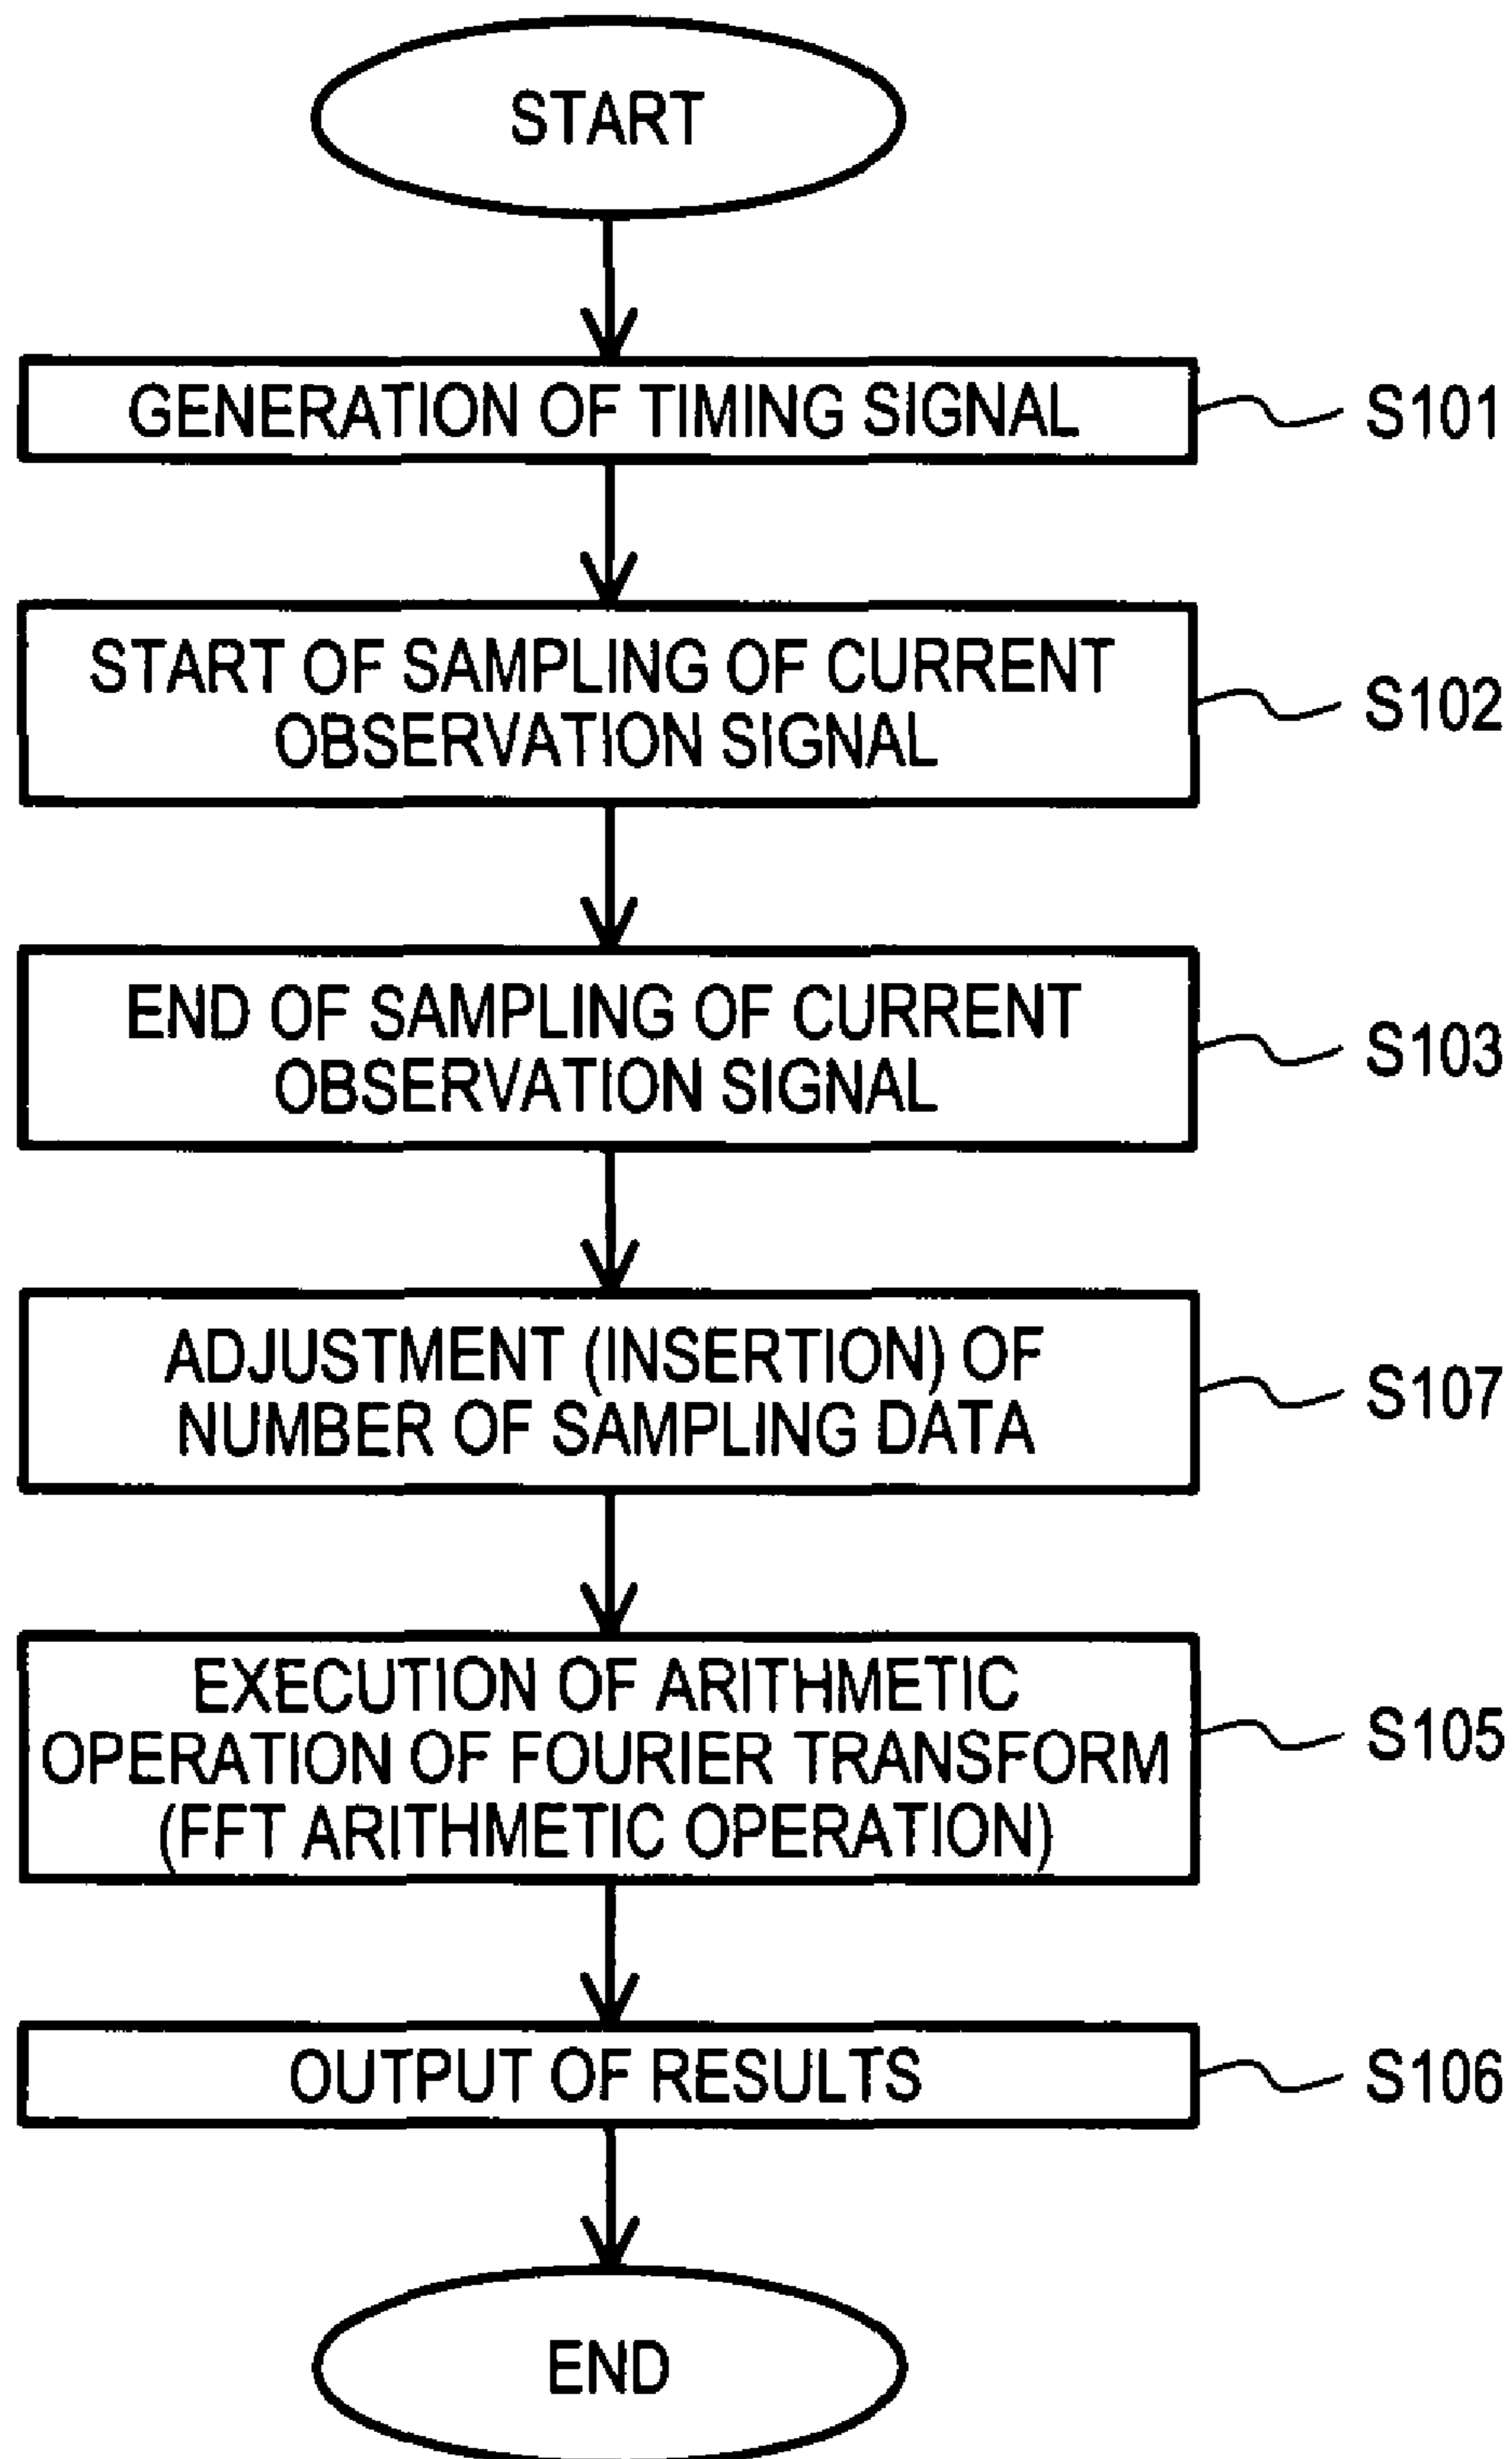 START
GENERATION OF TIMING SIGNAL
S101
START OF SAMPLING OF CURRENT
OBSERVATION SIGNAL
S102
END OF SAMPLING OF CURRENT
OBSERVATION SIGNAL
S103
ADJUSTMENT (INSERTION) OF
NUMBER OF SAMPLING DATA
S107
EXECUTION OF ARITHMETIC
OPERATION OF FOURIER TRANSFORM
(FFT ARITHMETIC OPERATION)
S105
OUTPUT OF RESULTS
S106
END